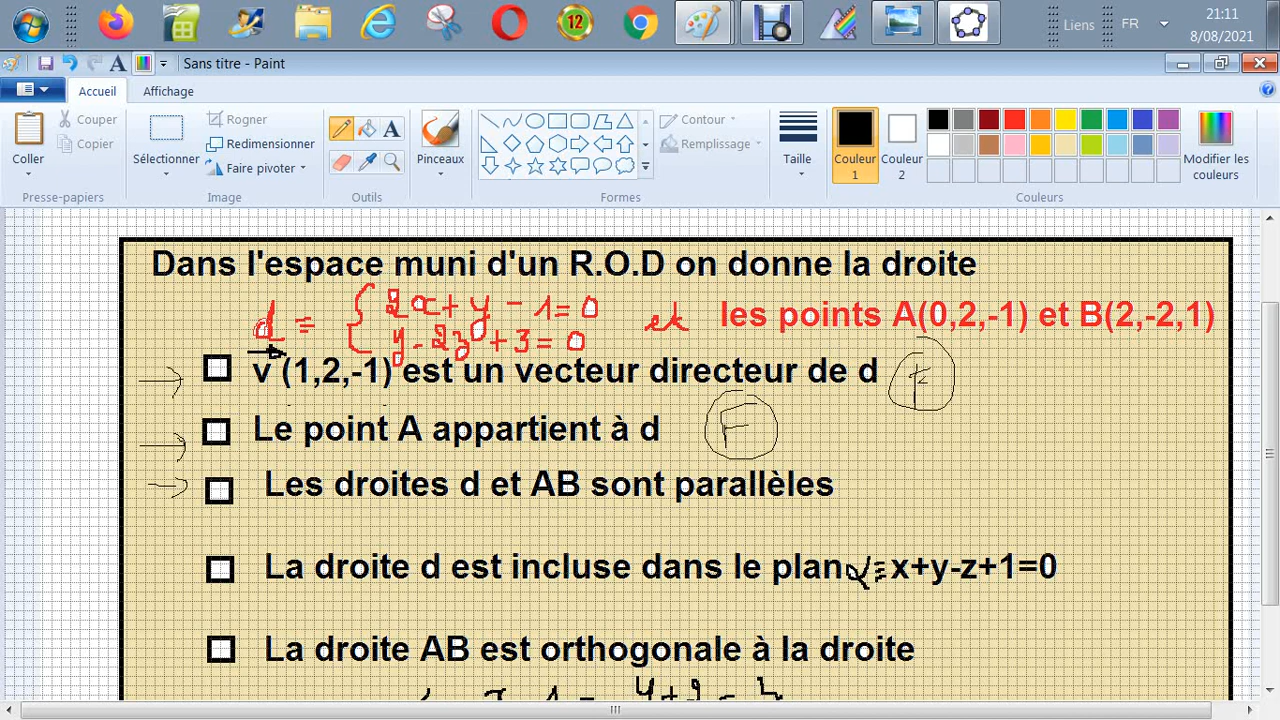 12
Liens
FR
21:11
8/08/2021
Sans titre - Paint
Accueil
Affichage
Coller
Couper
Copier
Presse-papiers
Sélectionner
Rogner
Redimensionner
Faire pivoter
Image
A
Outils
Pinceaux
Contour
Remplissage
Formes
Taille
Couleur 1
Couleur 2
Modifier les couleurs
Couleurs
Dans l'espace muni d'un R.O.D on donne la droite
d ≡ { 2x + y - 1 = 0
y - 2z + 3 = 0
et les points A(0,2,-1) et B(2,-2,1)
→ v (1,2,-1) est un vecteur directeur de d F
→ Le point A appartient à d F
→ Les droites d et AB sont parallèles
La droite d est incluse dans le plan α ≡ x+y-z+1=0
La droite AB est orthogonale à la droite